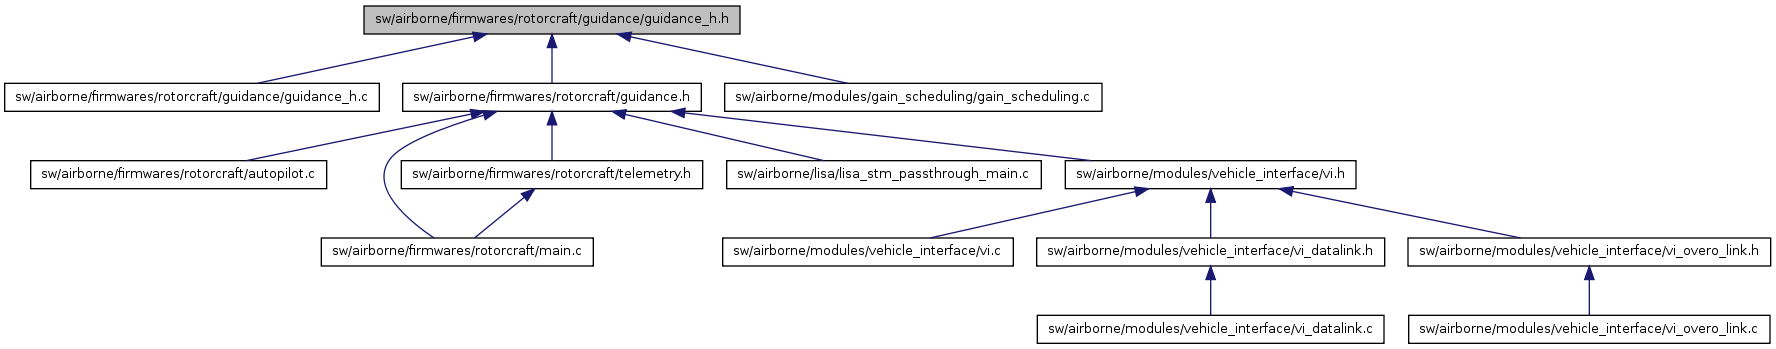 sw/airborne/firmwares/rotorcraft/guidance/guidance_h.h
sw/airborne/firmwares/rotorcraft/guidance/guidance_h.c
sw/airborne/firmwares/rotorcraft/guidance.h
sw/airborne/modules/gain_scheduling/gain_scheduling.c
sw/airborne/firmwares/rotorcraft/autopilot.c
sw/airborne/firmwares/rotorcraft/telemetry.h
sw/airborne/lisa/lisa_stm_passthrough_main.c
sw/airborne/modules/vehicle_interface/vi.h
sw/airborne/firmwares/rotorcraft/main.c
sw/airborne/modules/vehicle_interface/vi.c
sw/airborne/modules/vehicle_interface/vi_datalink.h
sw/airborne/modules/vehicle_interface/vi_overo_link.h
sw/airborne/modules/vehicle_interface/vi_datalink.c
sw/airborne/modules/vehicle_interface/vi_overo_link.c